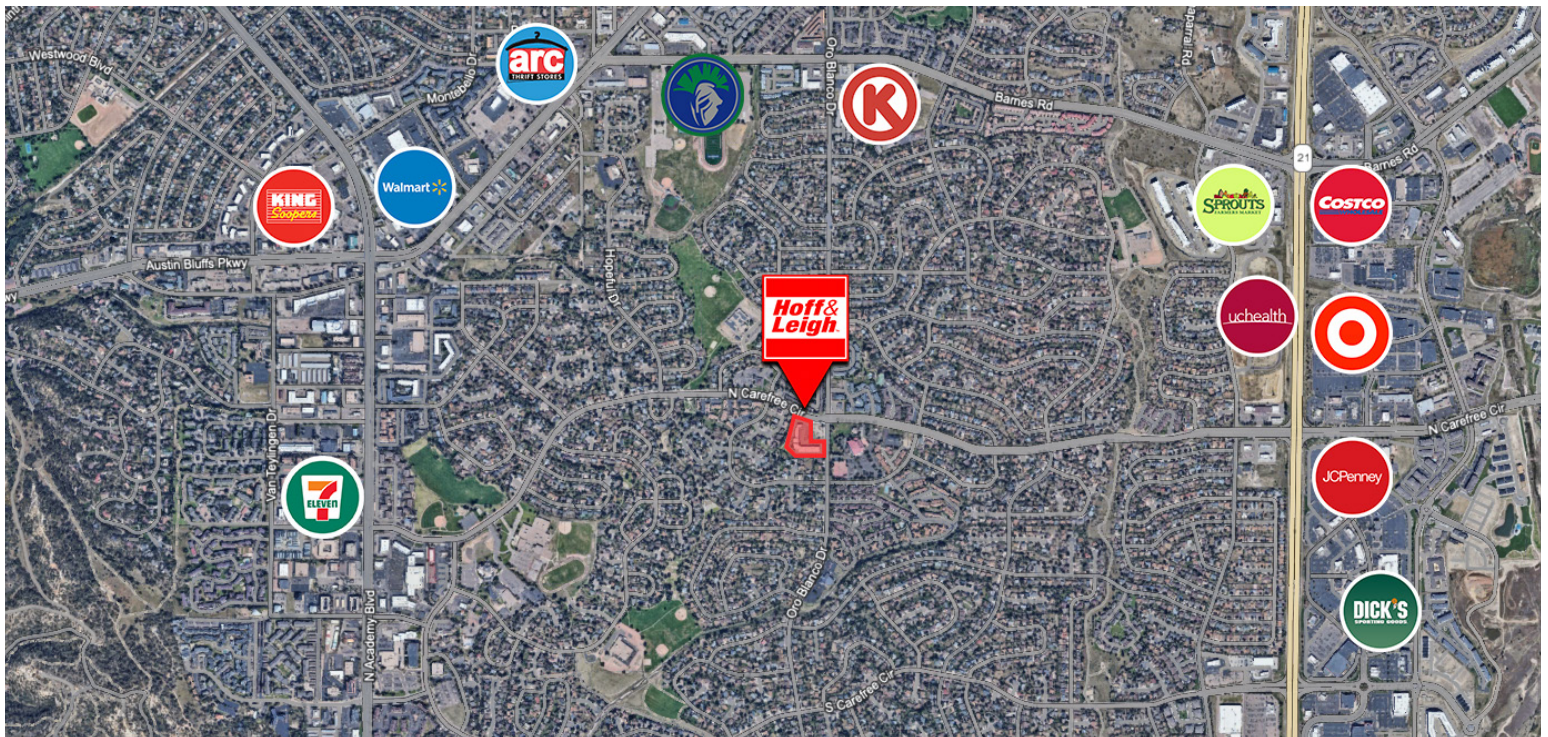 Westwood Blvd
Montebello Dr
2
arc
THRIFT STORES
Oro Blanco Dr
K
Barnes Rd
21
Barnes Rd
KING
Soopers
Walmart
SPROUTS
FARMERS MARKET
COSTCO
WHOLESALE
Austin Bluffs Pkwy
Hopeful Dr
Hoff&
Leigh
uchealth
N Carefree Cir
N Carefree Cir
Van Teylingen Dr
7
ELEVEN
JCPenney
N Academy Blvd
Oro Blanco Dr
DICK'S
SPORTING GOODS
S Carefree Cir